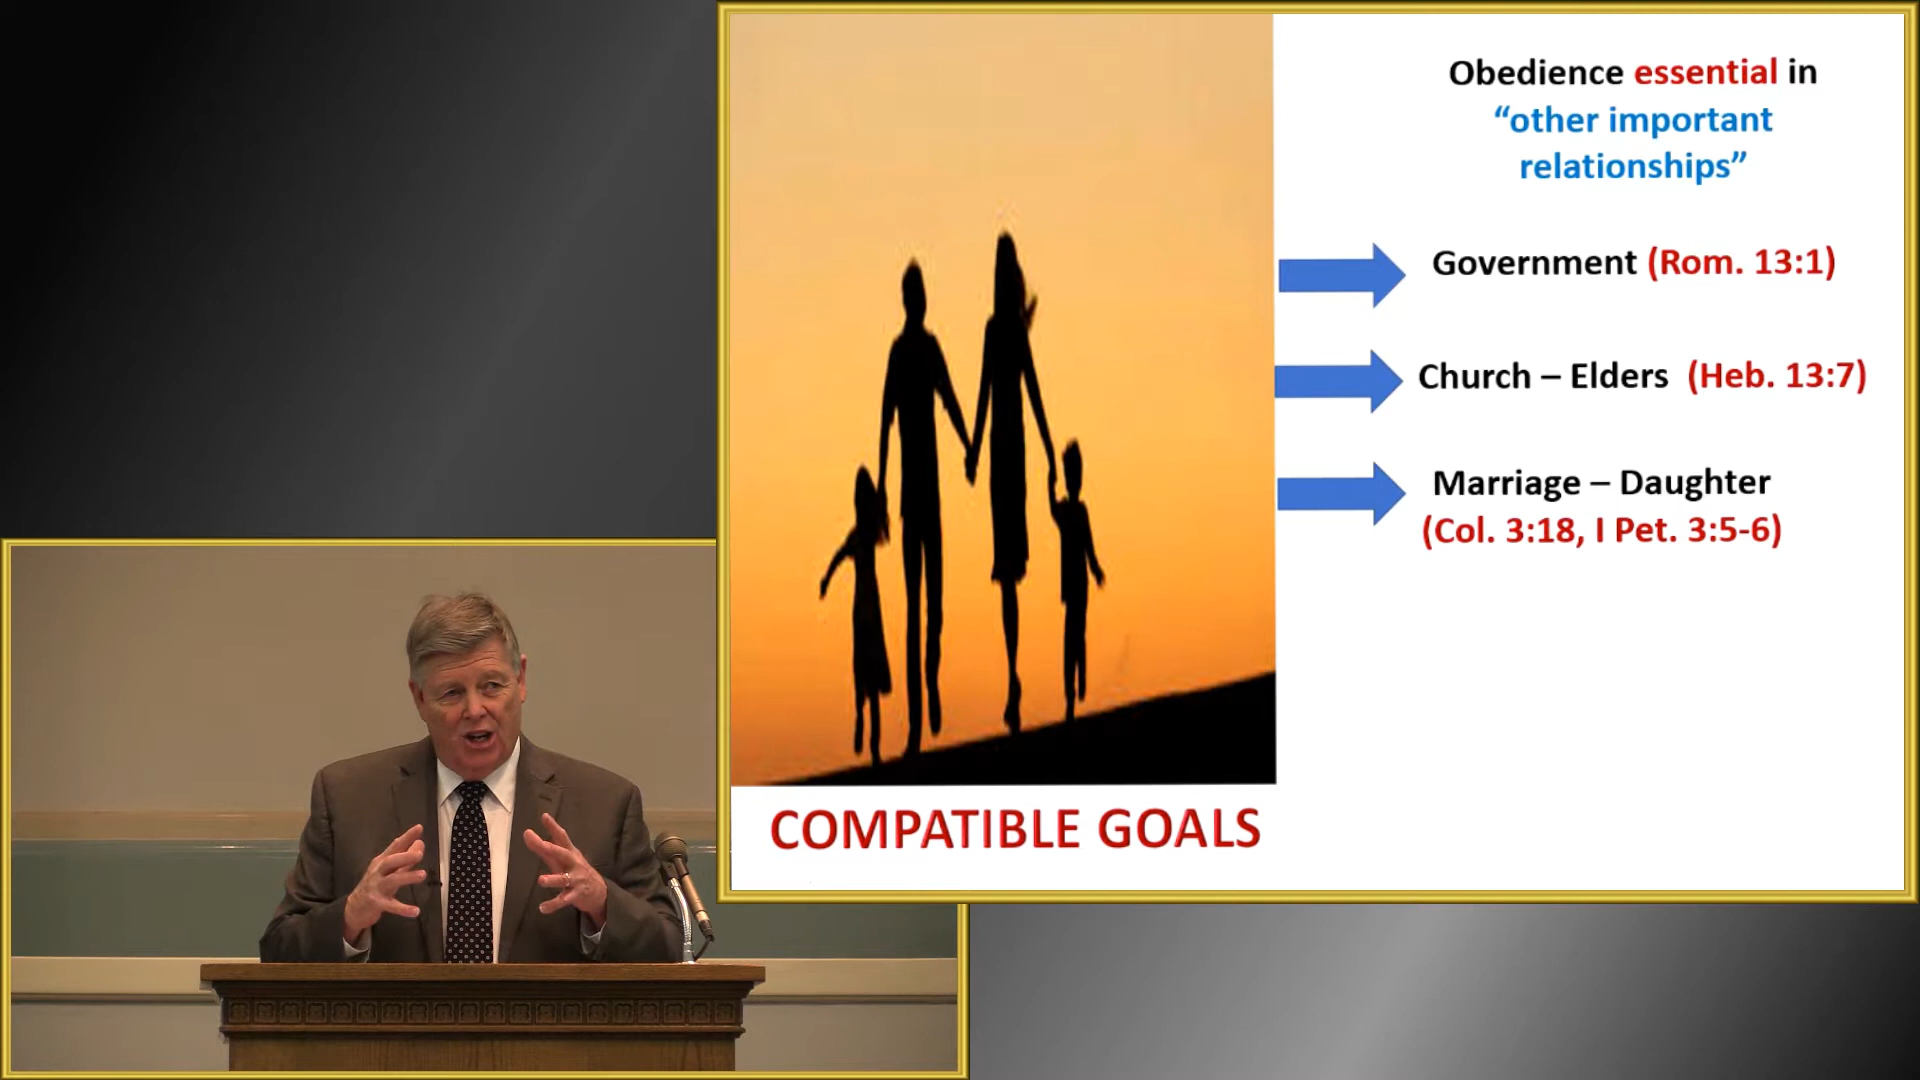 Obedience essential in
“other important
relationships”
Government (Rom. 13:1)
Church – Elders (Heb. 13:7)
Marriage – Daughter
(Col. 3:18, I Pet. 3:5-6)
COMPATIBLE GOALS